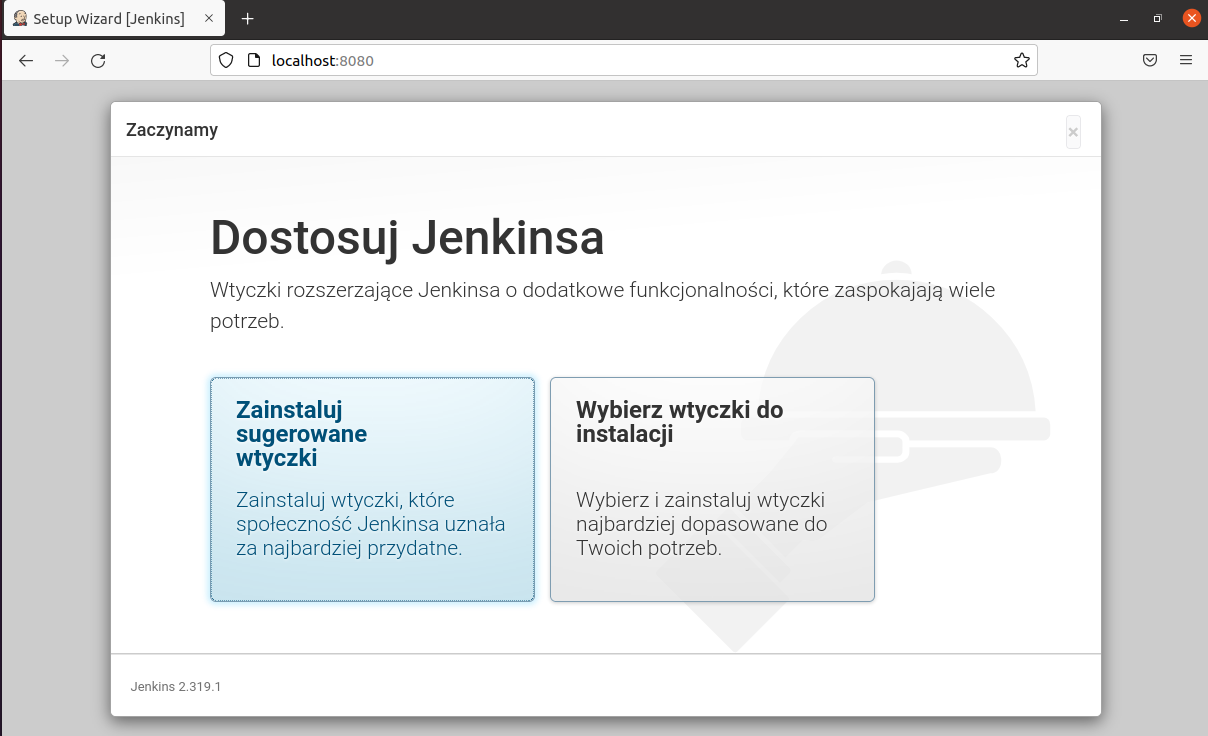 Setup Wizard [Jenkins]
localhost:8080
Zaczynamy
Dostosuj Jenkinsa
Wtyczki rozszerzające Jenkinsa o dodatkowe funkcjonalności, które zaspokajają wiele
potrzeb.
Zainstaluj
sugerowane
wtyczki
Zainstaluj wtyczki, które
społeczność Jenkinsa uznała
za najbardziej przydatne.
Wybierz wtyczki do
instalacji
Wybierz i zainstaluj wtyczki
najbardziej dopasowane do
Twoich potrzeb.
Jenkins 2.319.1